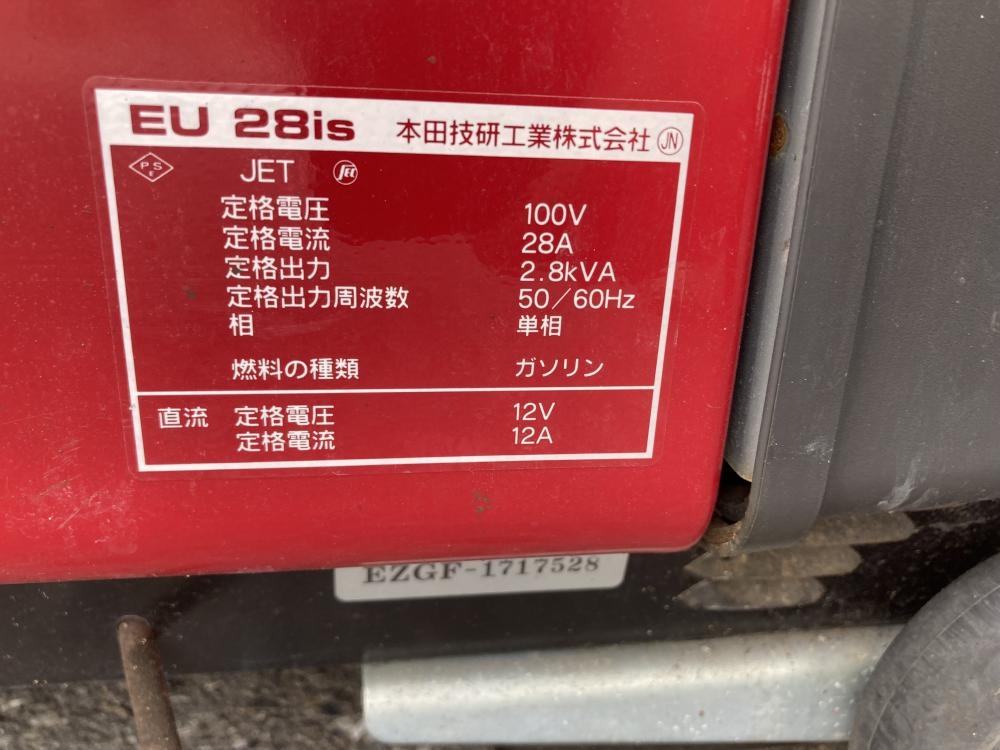 EU 28is 本田技研工業株式会社 JN
PSE JET JET
定格電圧 100V
定格電流 28A
定格出力 2.8kVA
定格出力周波数 50/60Hz
相 単相
燃料の種類 ガソリン
直流 定格電圧 12V
定格電流 12A
EZGF-1717528